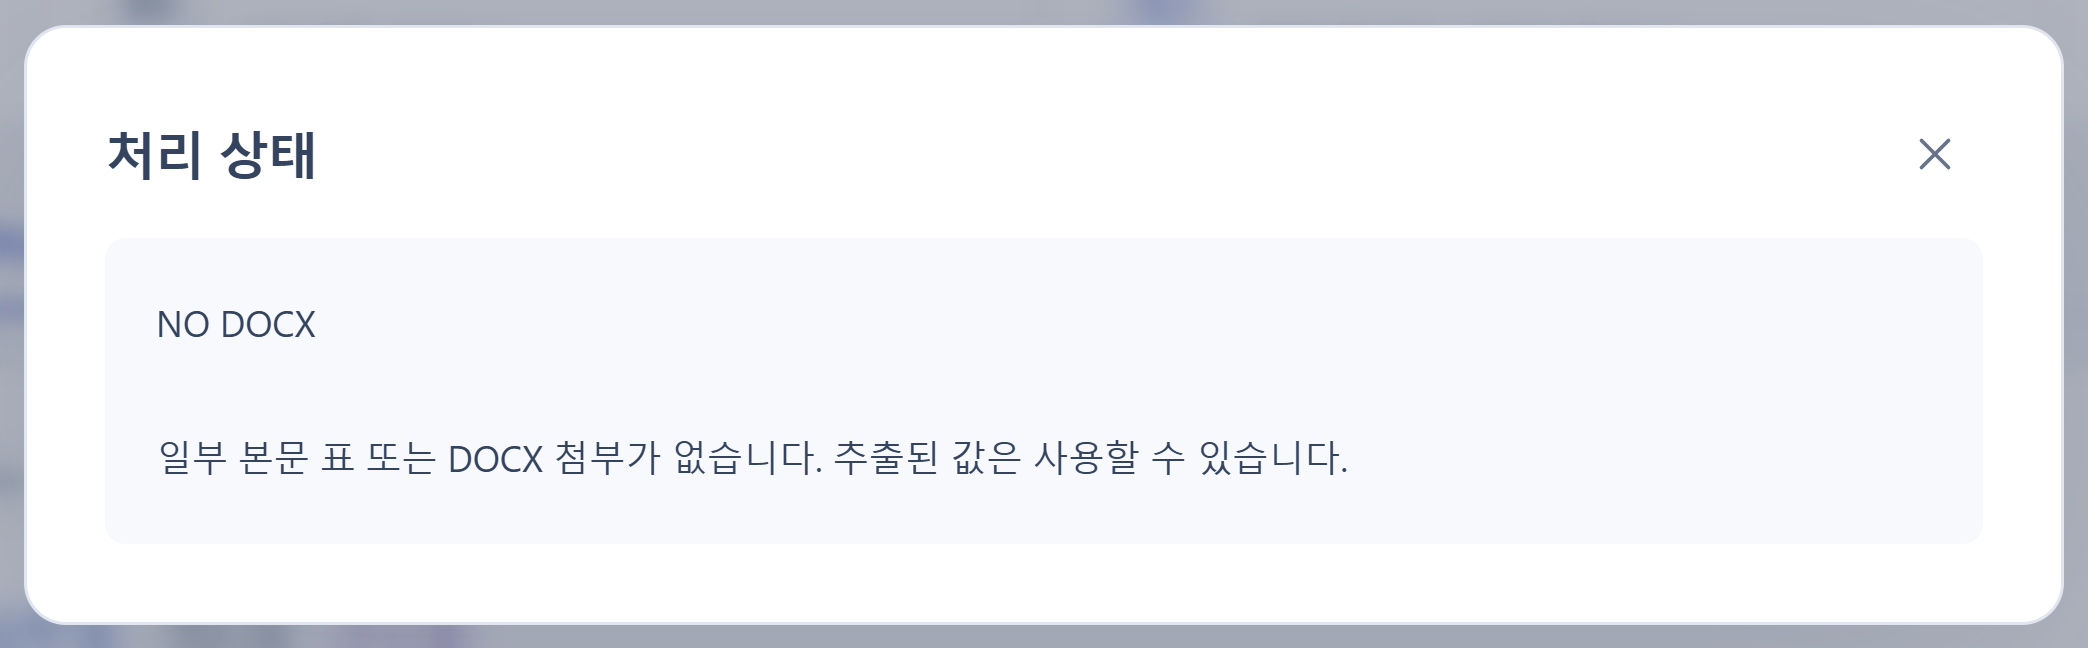 처리 상태
NO DOCX
일부 본문 표 또는 DOCX 첨부가 없습니다. 추출된 값은 사용할 수 있습니다.